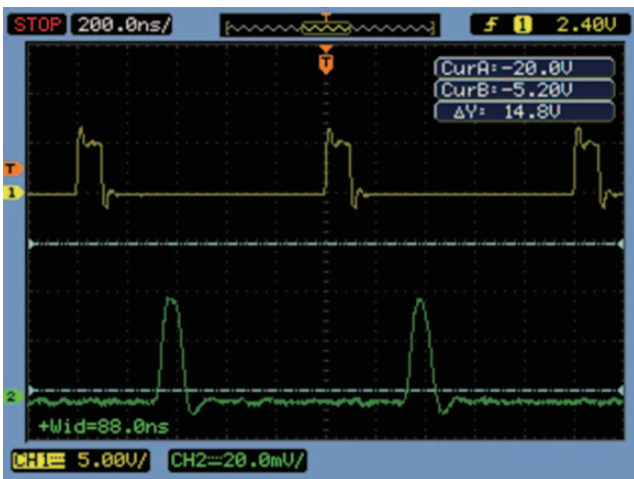 STOP 200.0ns/ T ƒ 1 2.40V
T
CurA:-20.0V
CurB:-5.20V
ΔY: 14.8V
T
1
2
+Wid=88.0ns
CH1 5.00V/ CH2 20.0mV/